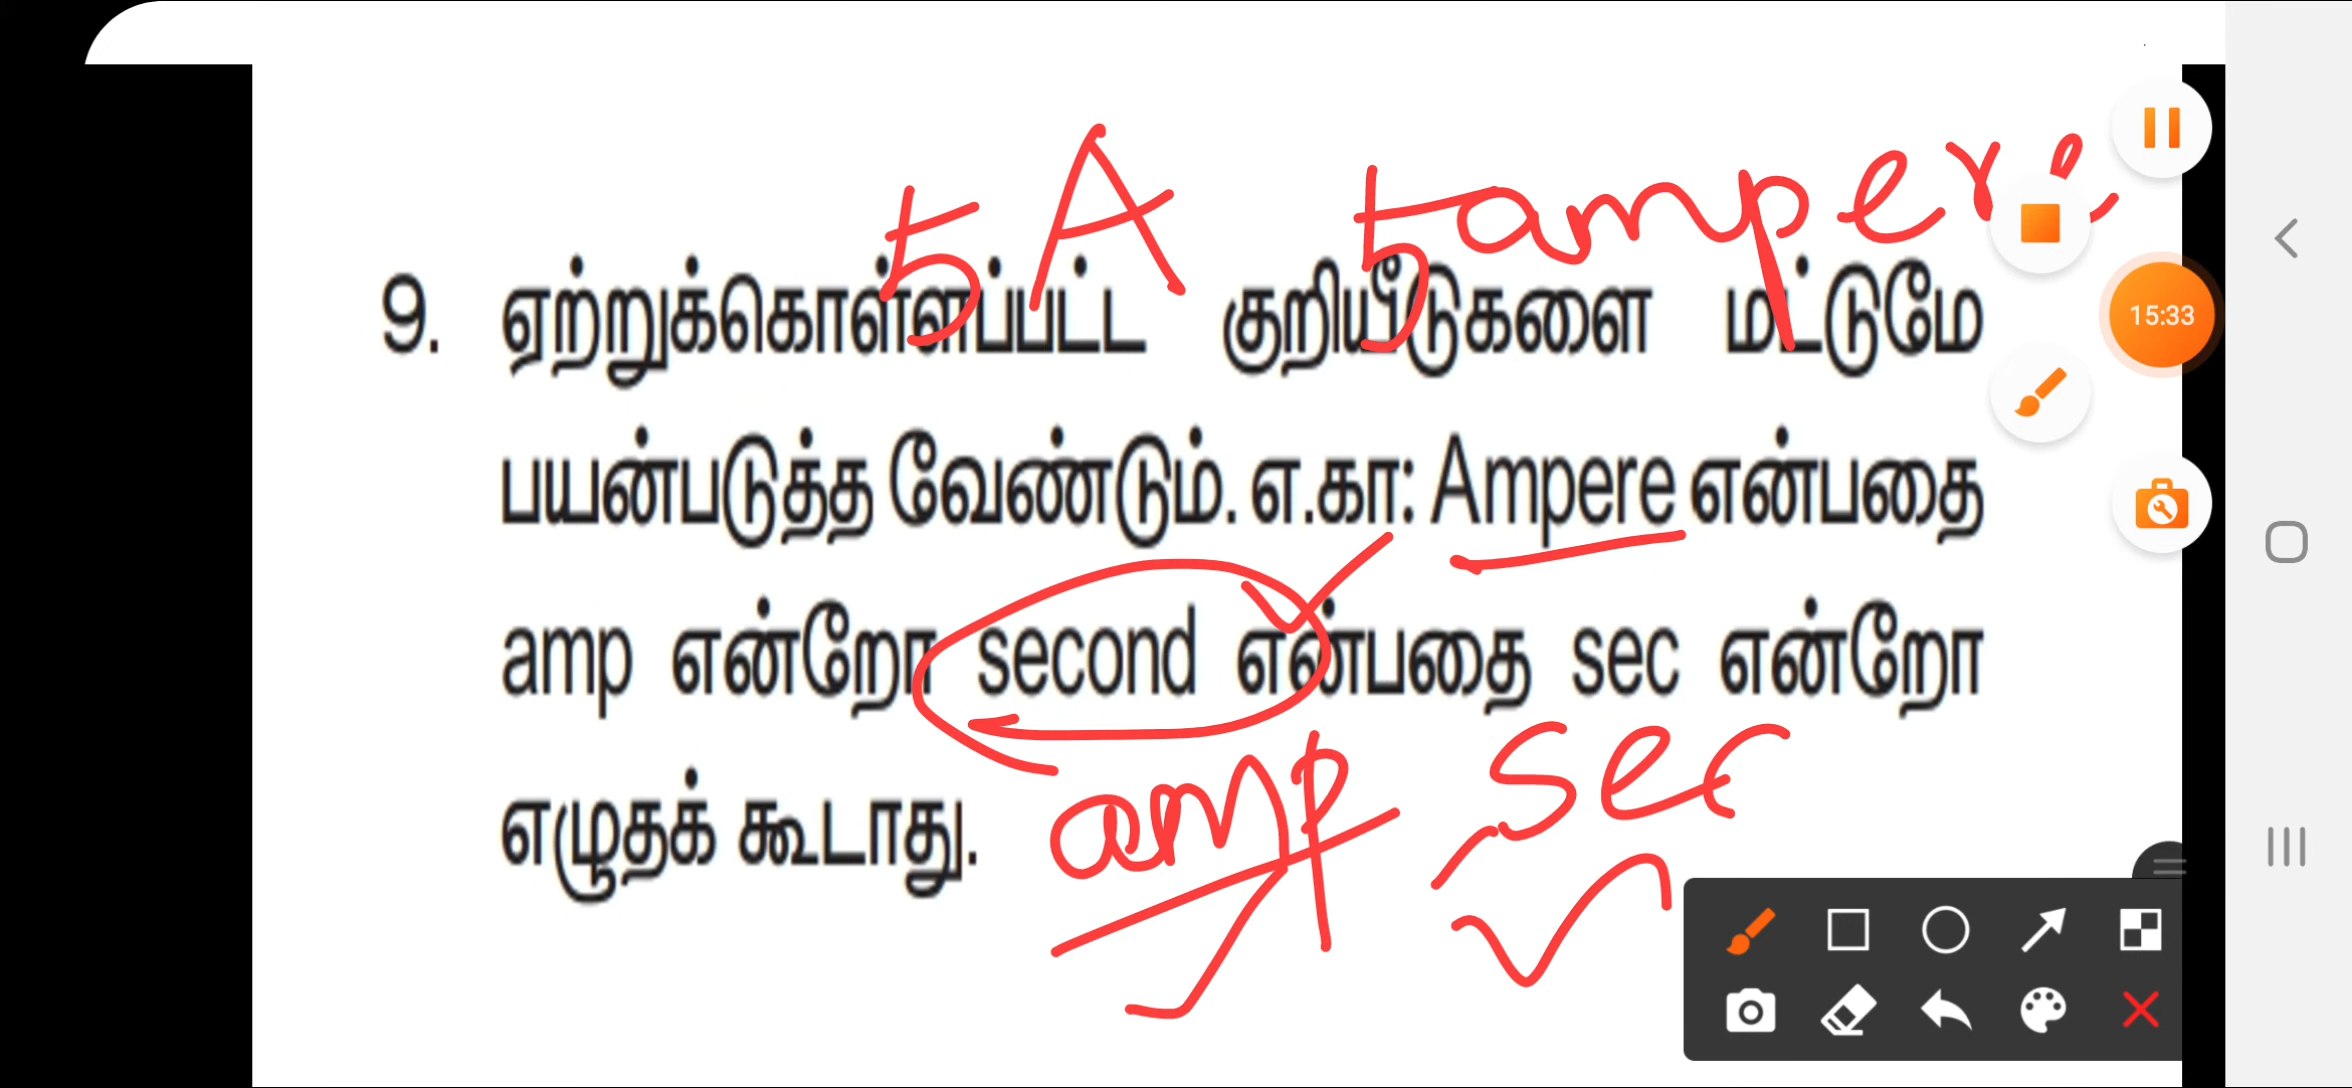 5A 5ampere
9. ஏற்றுக்கொள்ளப்பட்ட குறியீடுகளை மட்டுமே
பயன்படுத்த வேண்டும். எ.கா: Ampere என்பதை
amp என்றோ second என்பதை sec என்றோ
எழுதக் கூடாது.
amp sec
15:33